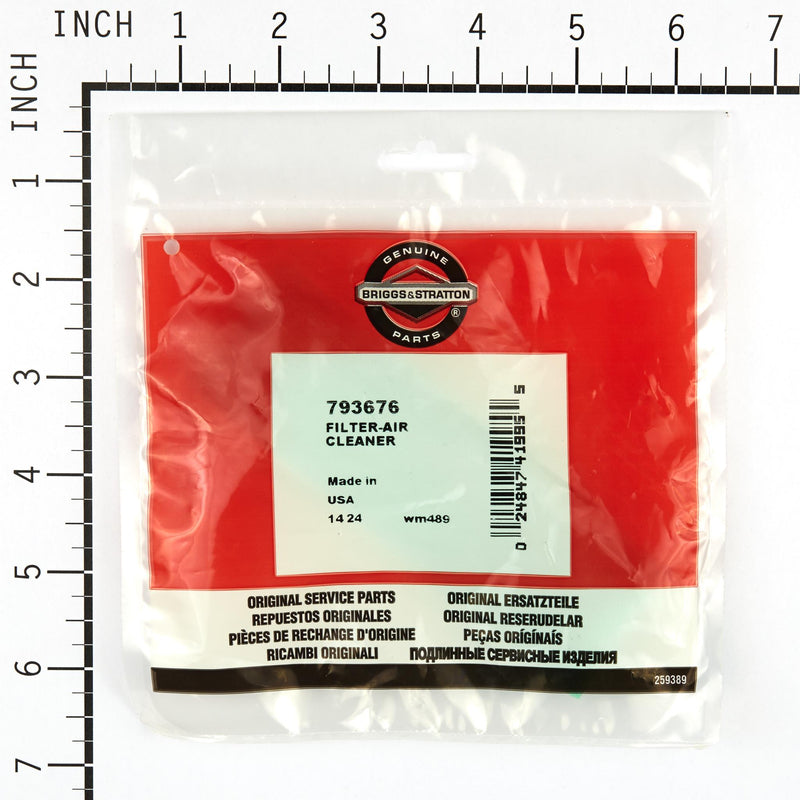 INCH 1 2 3 4 5 6 7
INCH
1
2
3
4
5
6
7
GENUINE
BRIGGS&STRATTON
®
PARTS
793676
FILTER-AIR
CLEANER
Made in
USA
14 24 wm489
0 24847 41995 5
ORIGINAL SERVICE PARTS
REPUESTOS ORIGINALES
PIÈCES DE RECHANGE D'ORIGINE
RICAMBI ORIGINALI
ORIGINAL ERSATZTEILE
ORIGINAL RESERUDELAR
PEÇAS ORÍGÍNAÍS
ПОДЛИННЫЕ СЕРВИСНЫЕ ИЗДЕЛИЯ
259389